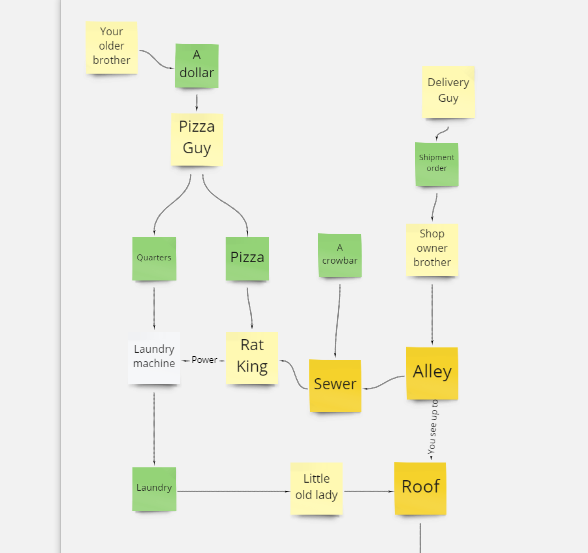 Your
older
brother
A
dollar
Delivery
Guy
Pizza
Guy
Shipment
order
Shop
owner
brother
Quarters
Pizza
A
crowbar
Laundry
machine
Power
Rat
King
Sewer
Alley
You see up to
Laundry
Little
old lady
Roof